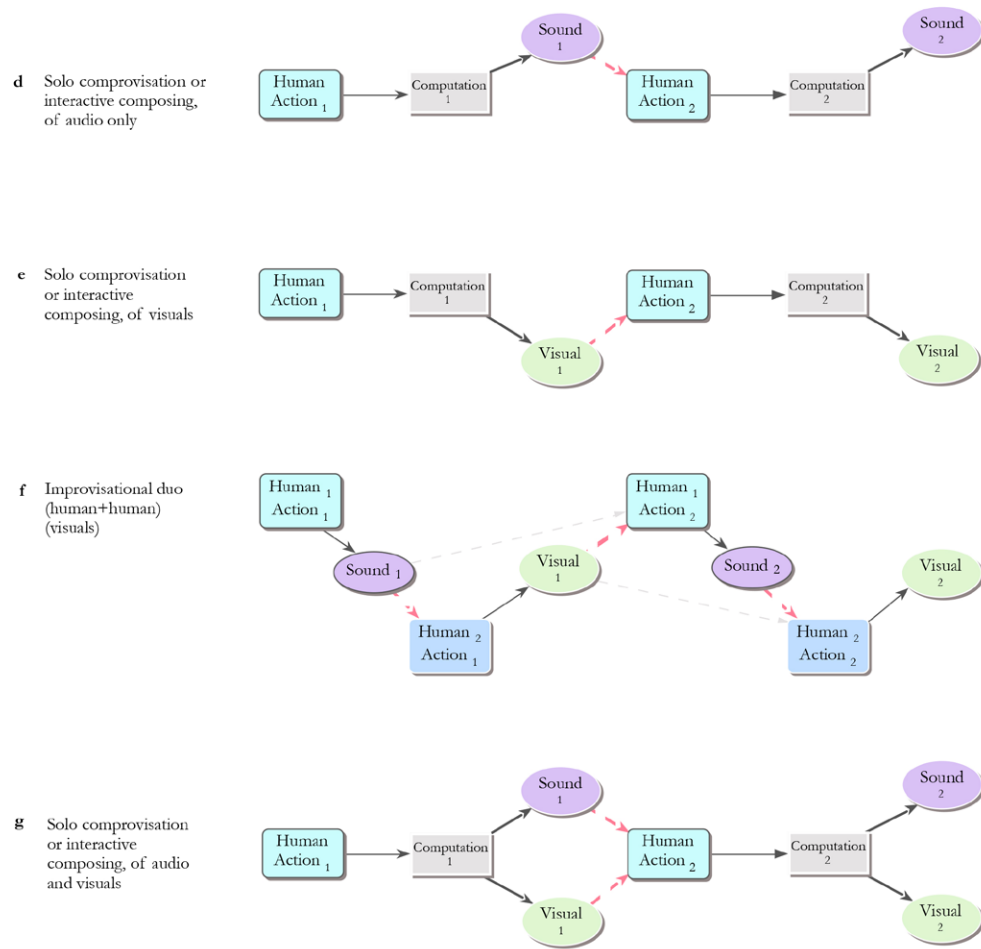 d Solo comprovisation or
interactive composing,
of audio only
Human
Action 1
Computation
1
Sound
1
Human
Action 2
Computation
2
Sound
2
e Solo comprovisation
or interactive
composing, of visuals
Human
Action 1
Computation
1
Visual
1
Human
Action 2
Computation
2
Visual
2
f Improvisational duo
(human+human)
(visuals)
Human 1
Action 1
Sound 1
Human 2
Action 1
Visual
1
Human 1
Action 2
Sound 2
Human 2
Action 2
Visual
2
g Solo comprovisation
or interactive
composing, of audio
and visuals
Human
Action 1
Computation
1
Sound
1
Visual
1
Human
Action 2
Computation
2
Sound
2
Visual
2